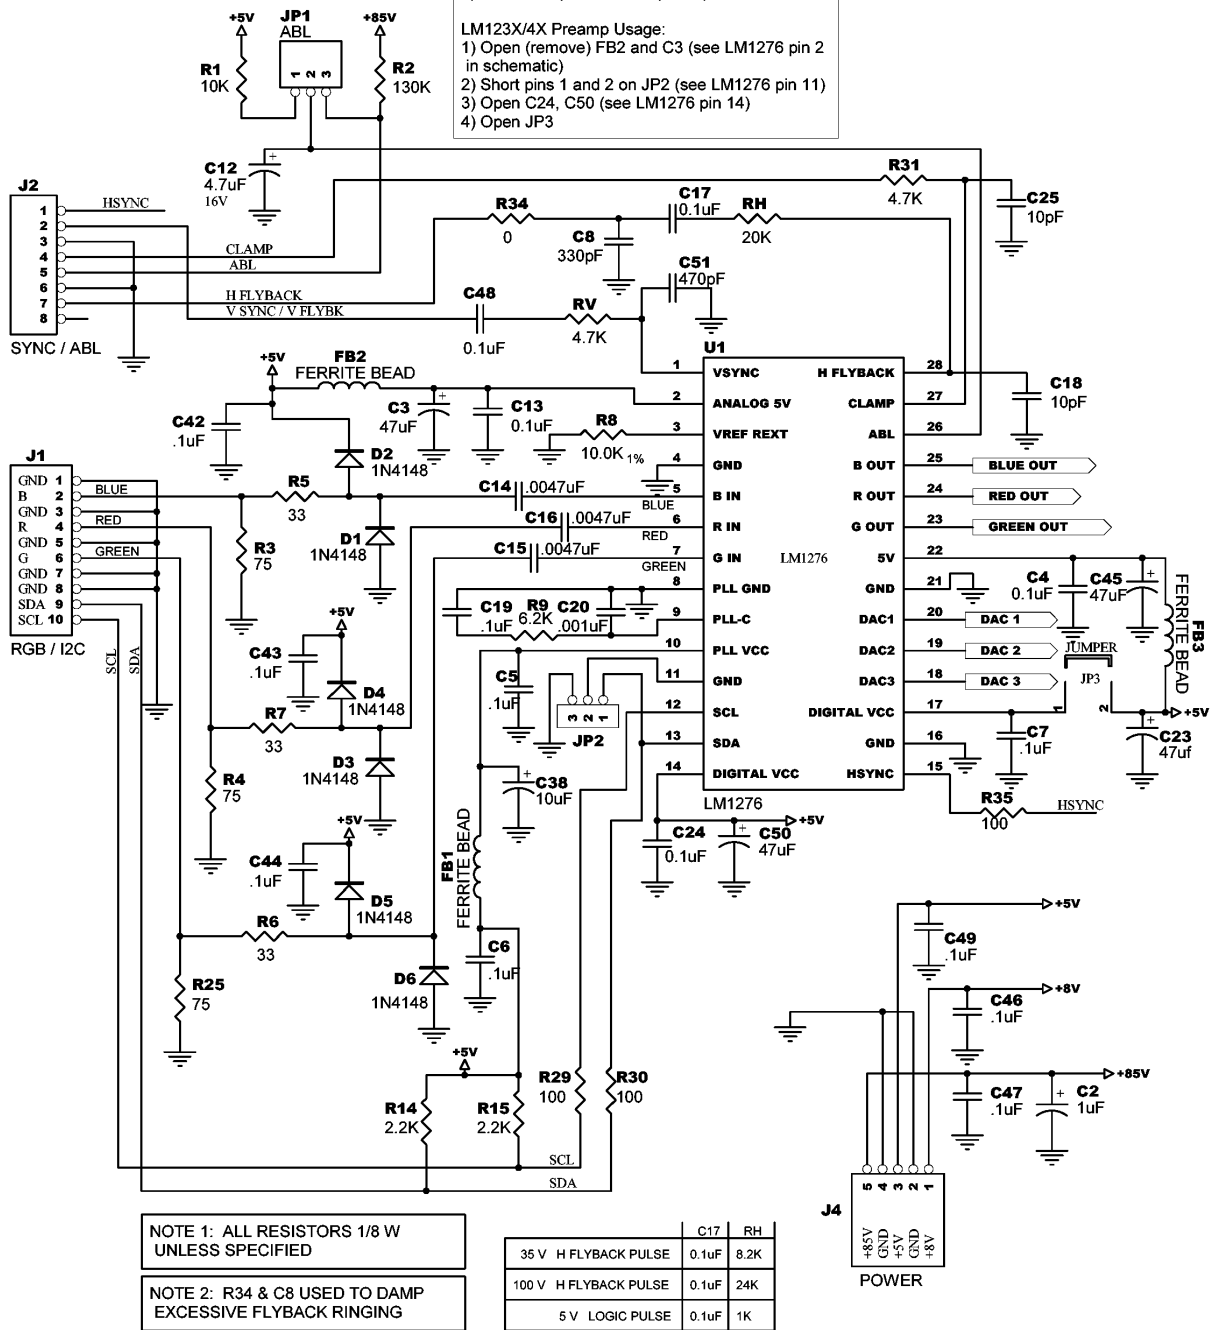 LM123X/4X Preamp Usage:
1) Open (remove) FB2 and C3 (see LM1276 pin 2
in schematic)
2) Short pins 1 and 2 on JP2 (see LM1276 pin 11)
3) Open C24, C50 (see LM1276 pin 14)
4) Open JP3
+5V
JP1
ABL
+85V
R1
10K
1 2 3
R2
130K
C12
4.7uF
16V
+
R31
4.7K
C25
10pF
J2
1
2
3
4
5
6
7
8
SYNC / ABL
HSYNC
CLAMP
ABL
H FLYBACK
V SYNC / V FLYBK
R34
0
C17
0.1uF
RH
20K
C8
330pF
C51
470pF
C48
0.1uF
RV
4.7K
+5V
FB2
FERRITE BEAD
C42
.1uF
C3
47uF
+
C13
0.1uF
R8
10.0K 1%
U1
1 VSYNC
2 ANALOG 5V
3 VREF REXT
4 GND
5 B IN
6 R IN
7 G IN
8 PLL GND
9 PLL-C
10 PLL VCC
11 GND
12 SCL
13 SDA
14 DIGITAL VCC
H FLYBACK 28
CLAMP 27
ABL 26
B OUT 25
R OUT 24
G OUT 23
5V 22
GND 21
DAC1 20
DAC2 19
DAC3 18
DIGITAL VCC 17
GND 16
HSYNC 15
LM1276
LM1276
C18
10pF
BLUE OUT
RED OUT
GREEN OUT
DAC 1
DAC 2
DAC 3
C4
0.1uF
C45
47uF
+
FB3
FERRITE BEAD
JUMPER
JP3
1 2
+5V
C7
.1uF
C23
47uf
+
R35
100
HSYNC
J1
GND 1
B 2
GND 3
R 4
GND 5
G 6
GND 7
GND 8
SDA 9
SCL 10
RGB / I2C
BLUE
RED
GREEN
SCL
SDA
D2
1N4148
R5
33
R3
75
D1
1N4148
C14 .0047uF
BLUE
C16 .0047uF
RED
C15 .0047uF
GREEN
C19
.1uF
R9
6.2K
C20
.001uF
+5V
C43
.1uF
D4
1N4148
R7
33
R4
75
D3
1N4148
C5
.1uF
3 2 1
JP2
C38
10uF
+
FB1
FERRITE BEAD
C24
0.1uF
C50
47uF
+
+5V
+5V
C44
.1uF
D5
1N4148
R6
33
R25
75
D6
1N4148
C6
.1uF
+5V
R14
2.2K
R15
2.2K
R29
100
R30
100
SCL
SDA
+5V
C49
.1uF
+8V
C46
.1uF
+85V
C47
.1uF
C2
1uF
+
J4
5 4 3 2 1
+85V
GND
+5V
GND
+8V
POWER
NOTE 1: ALL RESISTORS 1/8 W
UNLESS SPECIFIED
NOTE 2: R34 & C8 USED TO DAMP
EXCESSIVE FLYBACK RINGING
C17 RH
35 V H FLYBACK PULSE 0.1uF 8.2K
100 V H FLYBACK PULSE 0.1uF 24K
5 V LOGIC PULSE 0.1uF 1K